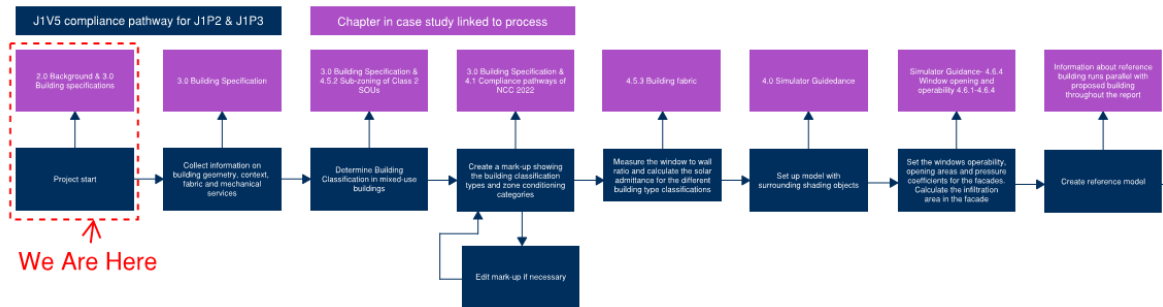 J1V5 compliance pathway for J1P2 & J1P3
Chapter in case study linked to process
2.0 Background & 3.0
Building specifications
3.0 Building Specification
3.0 Building Specification &
4.5.2 Sub-zoning of Class 2
SOUs
3.0 Building Specification &
4.1 Compliance pathways of
NCC 2022
4.5.3 Building fabric
4.0 Simulator Guidedance
Simulator Guidance- 4.6.4
Window opening and
operability 4.6.1-4.6.4
Information about reference
building runs parallel with
proposed building
throughout the report
Project start
Collect information on
building geometry, context,
fabric and mechanical
services
Determine Building
Classification in mixed-use
buildings
Create a mark-up showing
the building classification
types and zone conditioning
categories
Measure the window to wall
ratio and calculate the solar
admittance for the different
building type classifications
Set up model with
surrounding shading objects
Set the windows operability,
opening areas and pressure
coefficients for the facades.
Calculate the infiltration
area in the facade
Create reference model
Edit mark-up if necessary
We Are Here